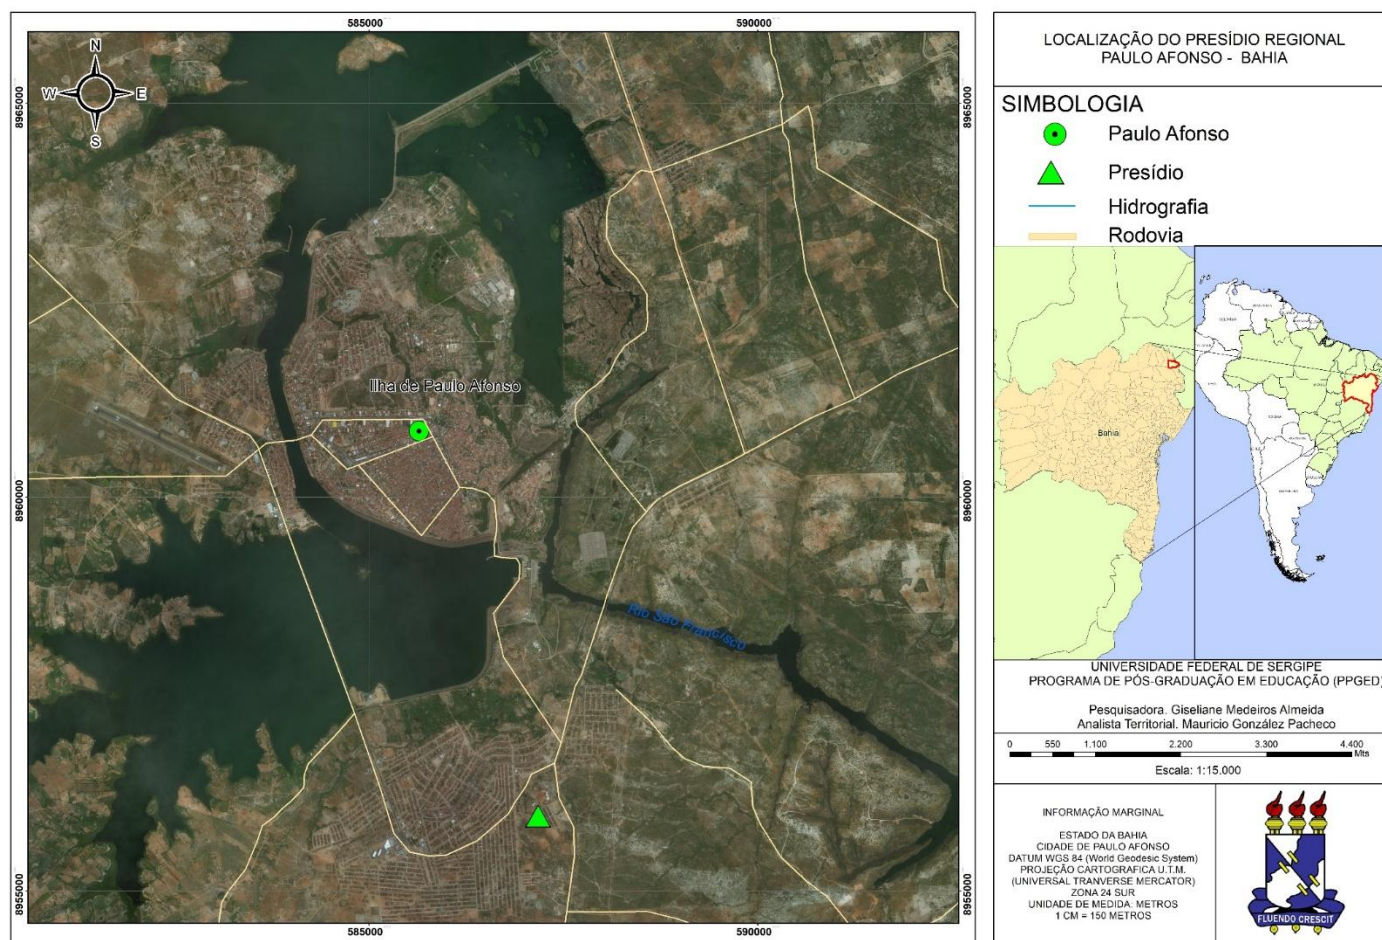 585000
590000
N
W
E
S
8965000
8965000
Ilha de Paulo Afonso
8960000
8960000
Rio São Francisco
8955000
8955000
585000
590000
LOCALIZAÇÃO DO PRESÍDIO REGIONAL
PAULO AFONSO - BAHIA
SIMBOLOGIA
Paulo Afonso
Presídio
Hidrografia
Rodovia
Bahia
UNIVERSIDADE FEDERAL DE SERGIPE
PROGRAMA DE PÓS-GRADUAÇÃO EM EDUCAÇÃO (PPGED)
Pesquisadora. Giseliane Medeiros Almeida
Analista Territorial. Mauricio González Pacheco
0 550 1.100 2.200 3.300 4.400
Mts
Escala: 1:15.000
INFORMAÇÃO MARGINAL
ESTADO DA BAHIA
CIDADE DE PAULO AFONSO
DATUM WGS 84 (World Geodesic System)
PROJEÇÃO CARTOGRAFICA U.T.M.
(UNIVERSAL TRANVERSE MERCATOR)
ZONA 24 SUR
UNIDADE DE MEDIDA: METROS
1 CM = 150 METROS
FLUENDO CRESCIT